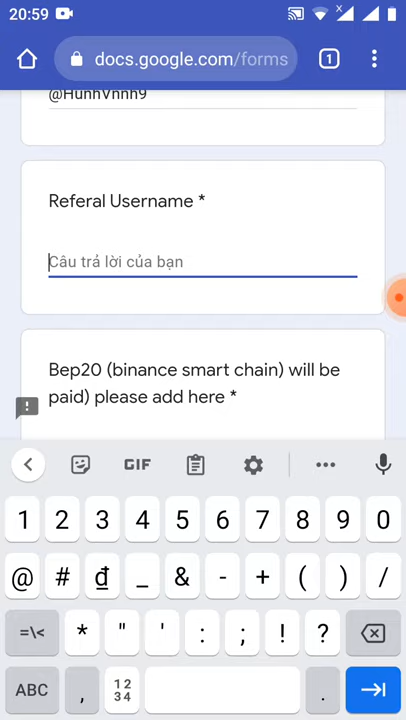 20:59
docs.google.com/forms
1
@HunhVnnh9
Referal Username *
Câu trả lời của bạn
Bep20 (binance smart chain) will be
paid) please add here *
GIF
1 2 3 4 5 6 7 8 9 0
@ # ₫ _ & - + ( ) /
=\< * " ' : ; ! ?
ABC , 12 34 .